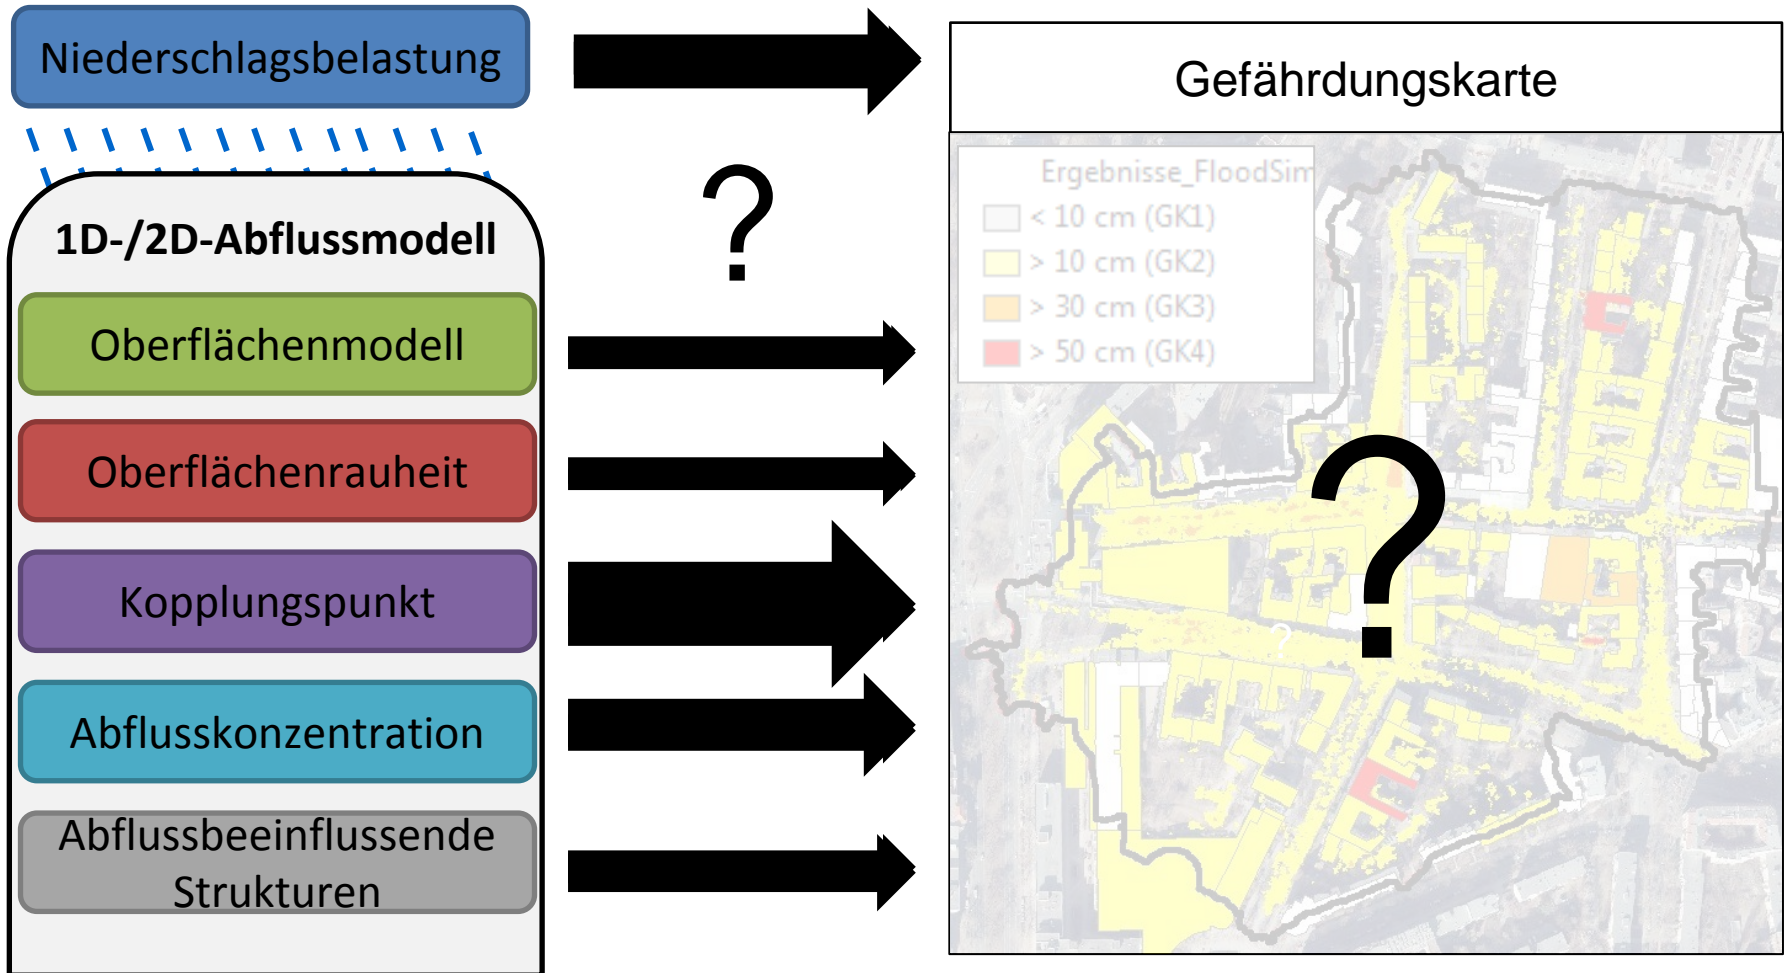 Niederschlagsbelastung
1D-/2D-Abflussmodell
Oberflächenmodell
Oberflächenrauheit
Kopplungspunkt
Abflusskonzentration
Abflussbeeinflussende
Strukturen
?
Gefährdungskarte
Ergebnisse_FloodSim
< 10 cm (GK1)
> 10 cm (GK2)
> 30 cm (GK3)
> 50 cm (GK4)
?
?